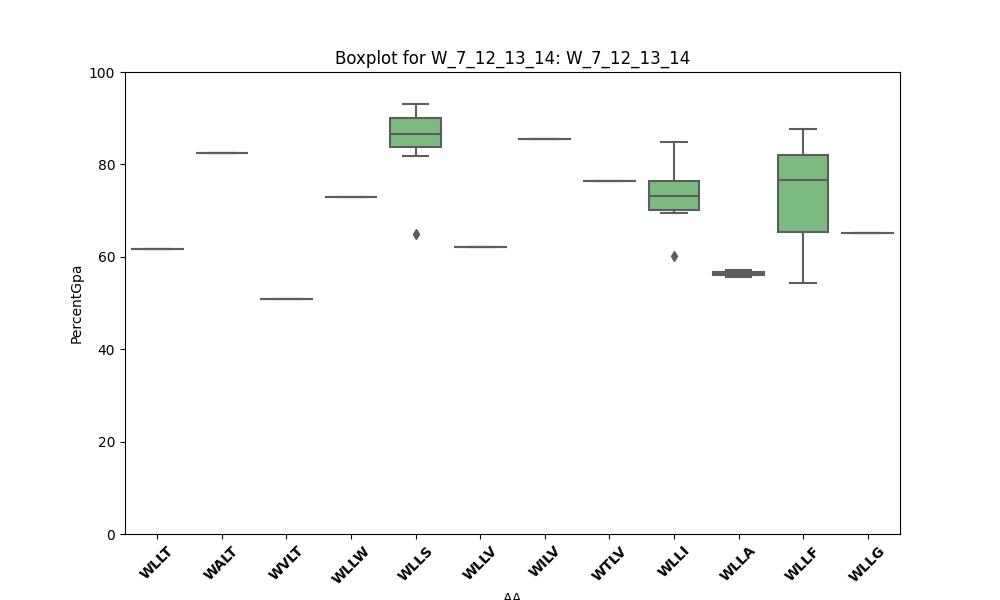 Boxplot for W_7_12_13_14: W_7_12_13_14
PercentGpa
100
80
60
40
20
0
WLLT
WALT
WVLT
WLLW
WLLS
WLLV
WILV
WTLV
WLLI
WLLA
WLLF
WLLG
AA